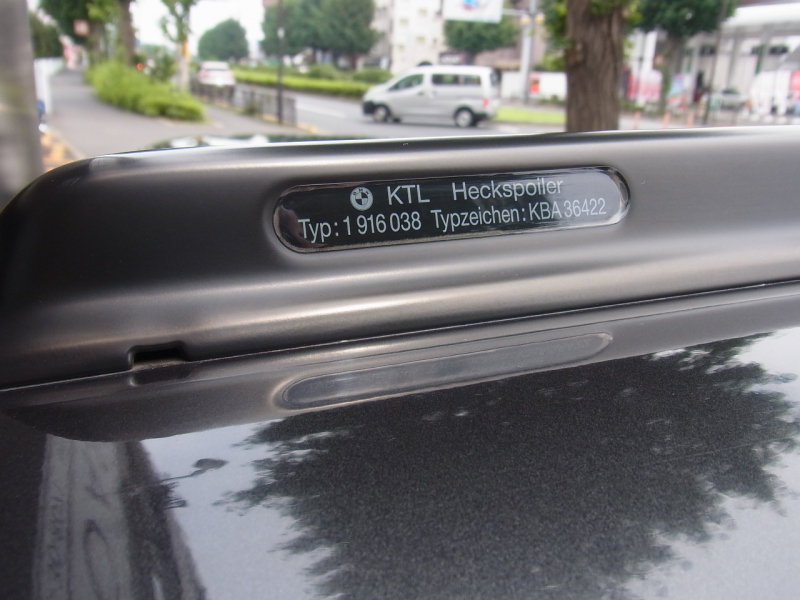 KTL Heckspoiler
Typ: 1 916 038 Typzeichen: KBA 36422